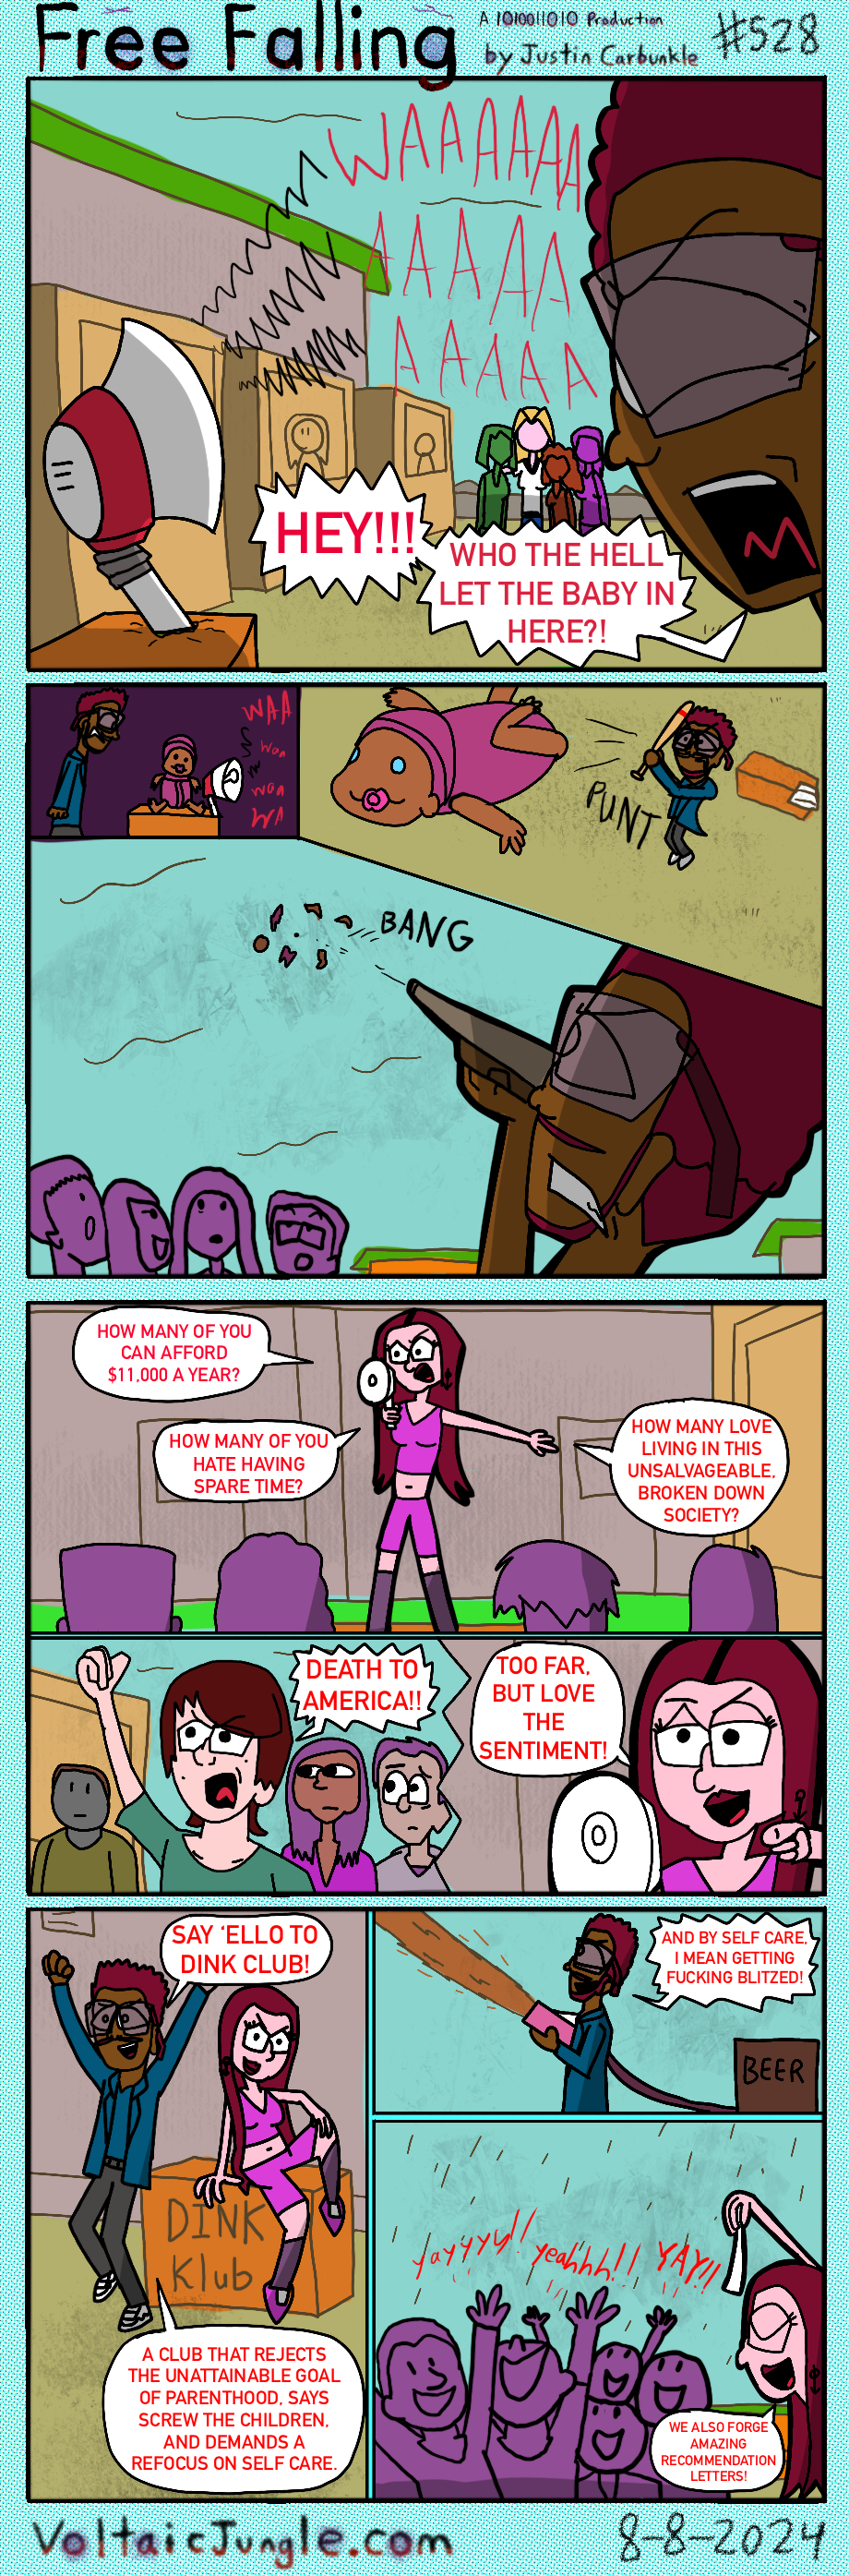 Free Falling
A 1010011010 Production
by Justin Carbunkle
#528
WAAAAAA
AAAAA
AAAAA
HEY!!!
WHO THE HELL
LET THE BABY IN
HERE?!
WAA
Waa
waa
WA
PUNT
BANG
HOW MANY OF YOU
CAN AFFORD
$11,000 A YEAR?
HOW MANY OF YOU
HATE HAVING
SPARE TIME?
HOW MANY LOVE
LIVING IN THIS
UNSALVAGEABLE,
BROKEN DOWN
SOCIETY?
DEATH TO
AMERICA!!
TOO FAR,
BUT LOVE
THE
SENTIMENT!
SAY ‘ELLO TO
DINK CLUB!
DINK
Klub
A CLUB THAT REJECTS
THE UNATTAINABLE GOAL
OF PARENTHOOD, SAYS
SCREW THE CHILDREN,
AND DEMANDS A
REFOCUS ON SELF CARE.
AND BY SELF CARE,
I MEAN GETTING
FUCKING BLITZED!
BEER
yayyyy!! yeahhh!! YAY!!
WE ALSO FORGE
AMAZING
RECOMMENDATION
LETTERS!
VoltaicJungle.com
8-8-2024